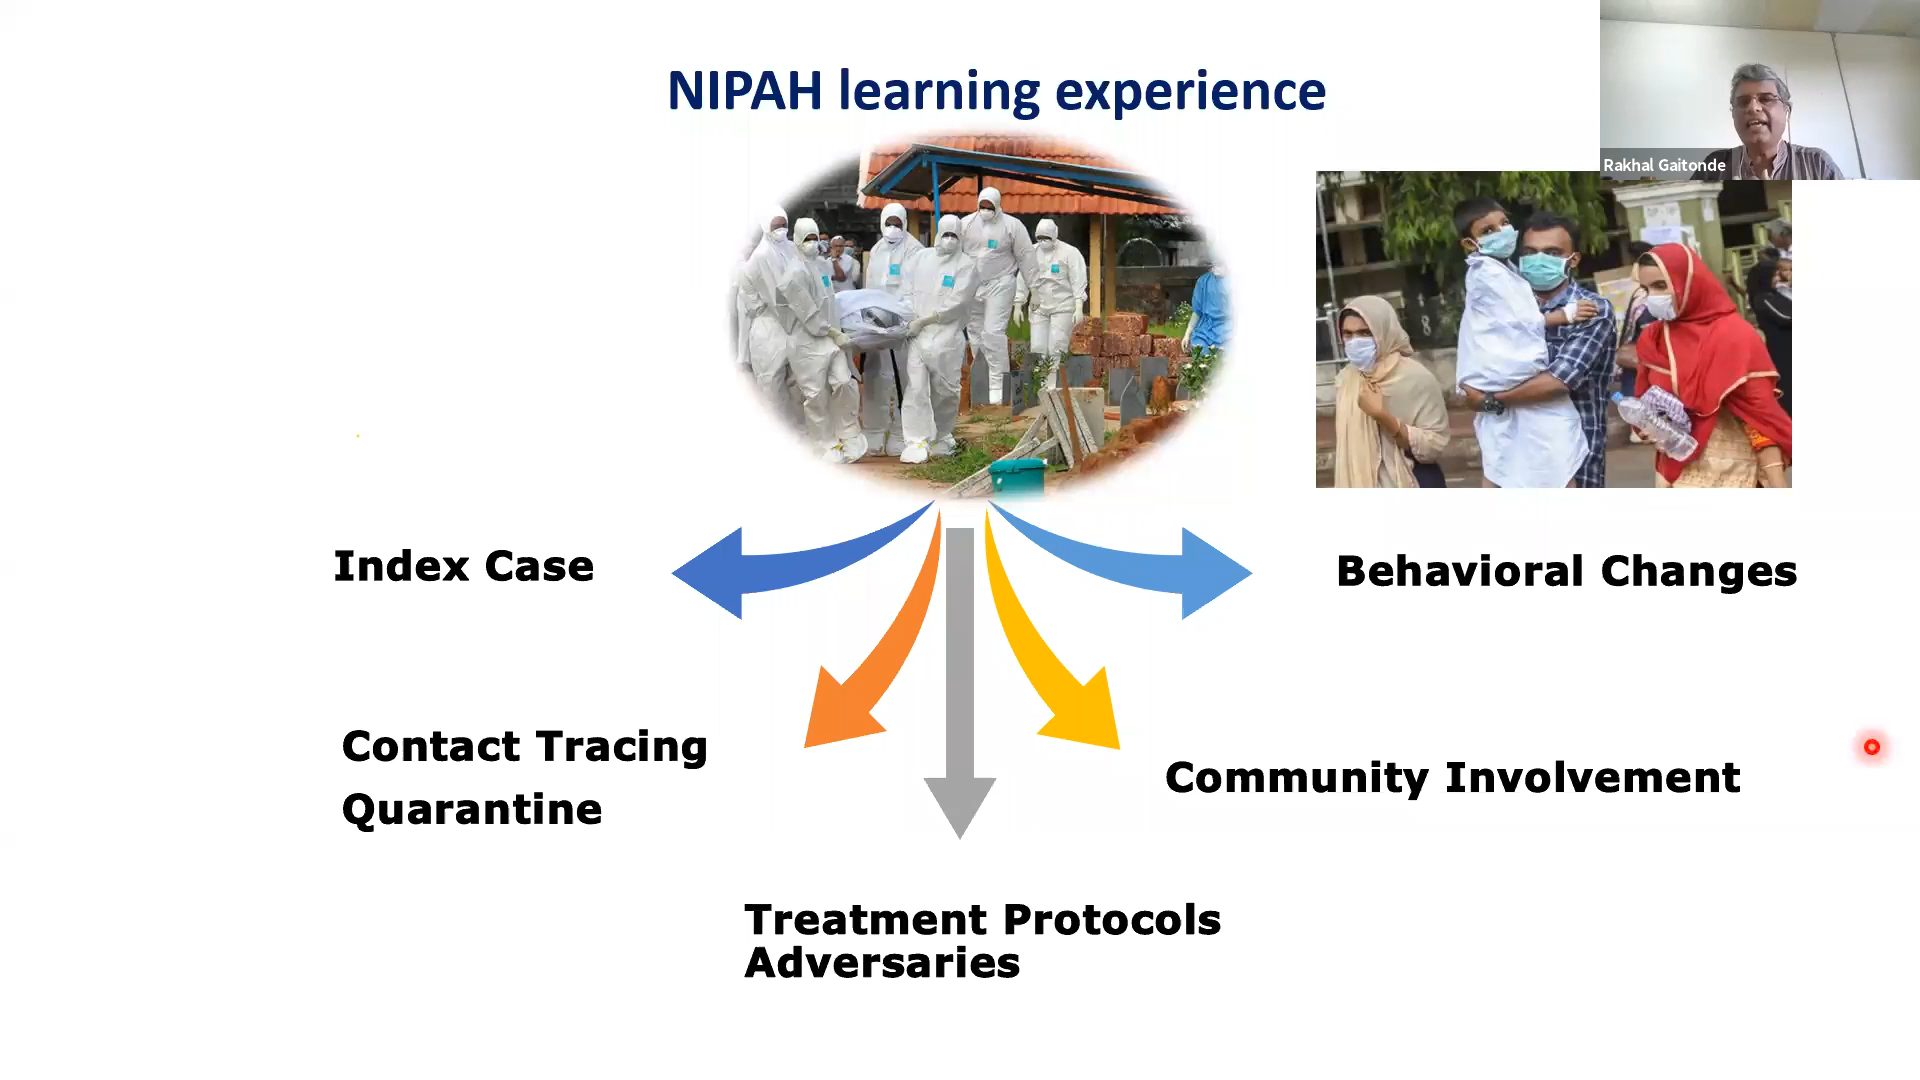 NIPAH learning experience
Rakhal Gaitonde
Index Case
Behavioral Changes
Contact Tracing
Quarantine
Community Involvement
Treatment Protocols
Adversaries